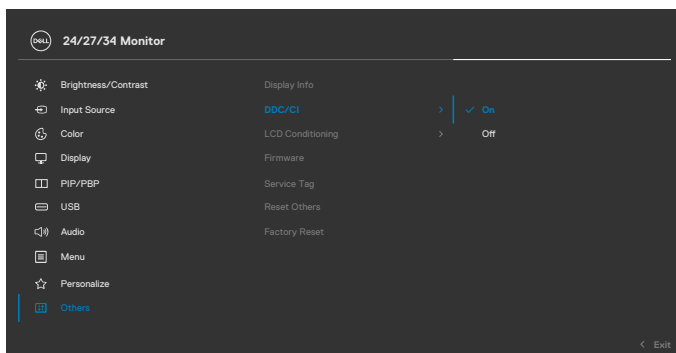 DELL 24/27/34 Monitor
Brightness/Contrast Display Info
Input Source DDC/CI > ✓ On
Color LCD Conditioning > Off
Display Firmware
PIP/PBP Service Tag
USB Reset Others
Audio Factory Reset
Menu
Personalize
Others
< Exit